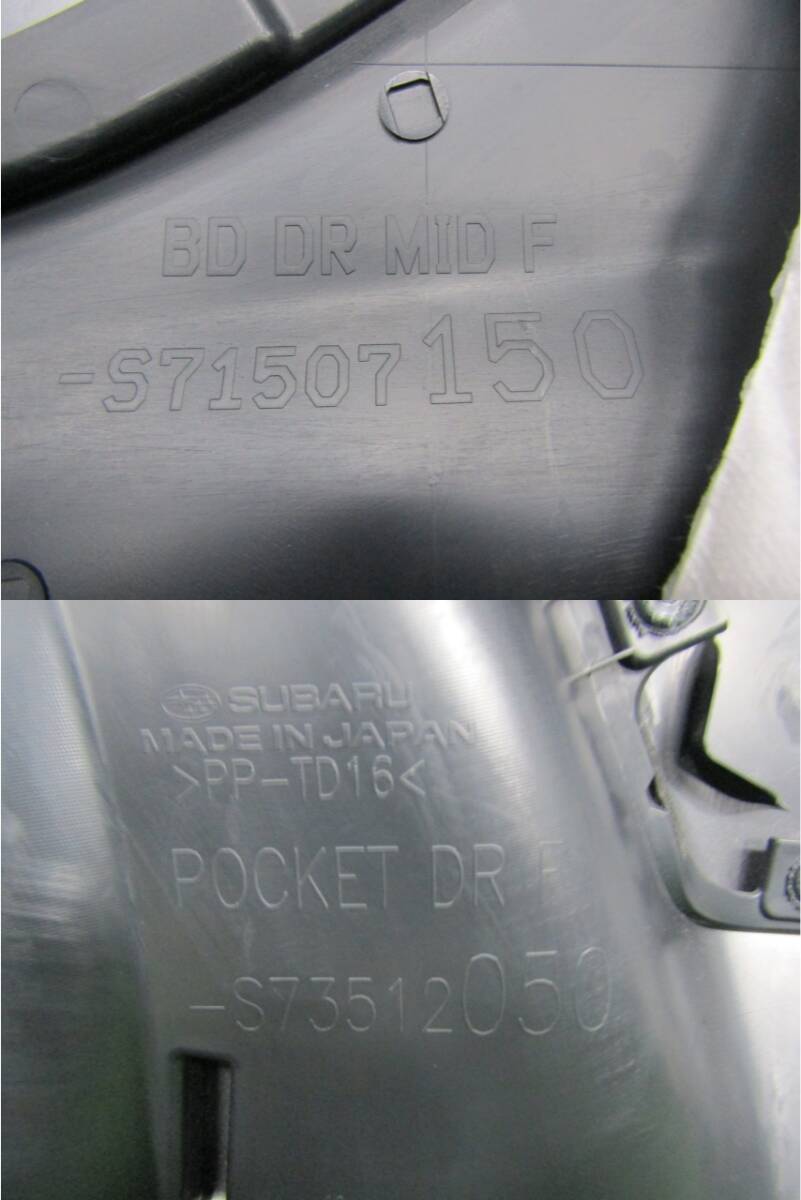 BD DR MID F
-S71507150
SUBARU
MADE IN JAPAN
>PP-TD16<
POCKET DR F
-S73512050